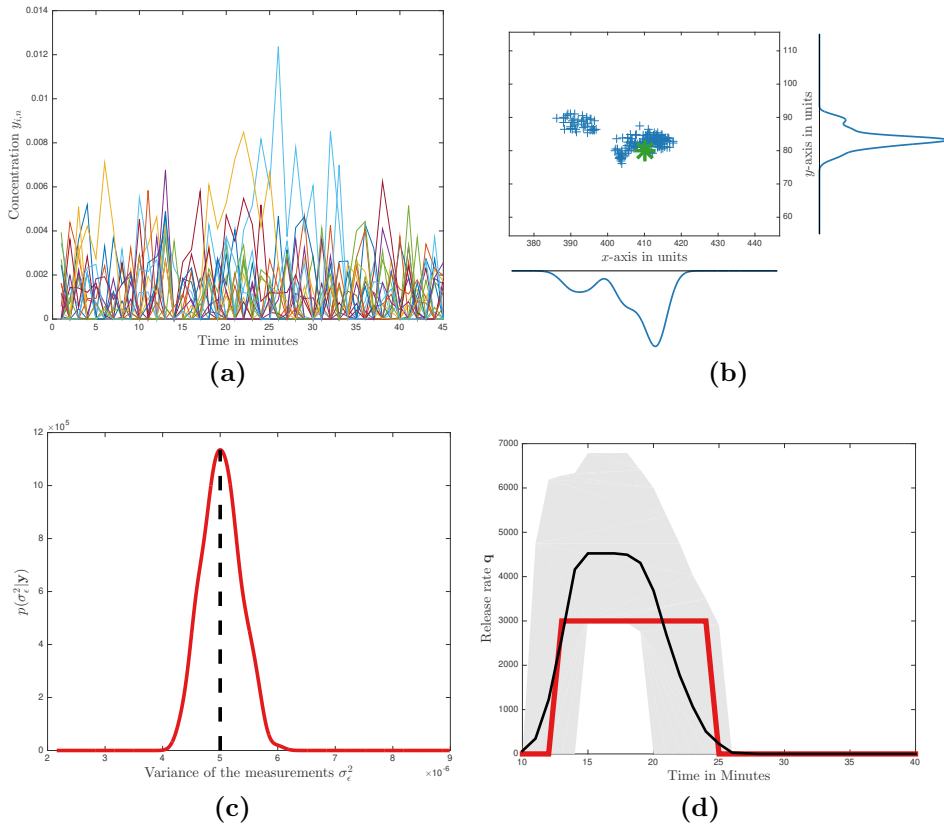 0.014
0.012
0.01
0.008
0.006
0.004
0.002
0
Concentration y_{i,n}
0 5 10 15 20 25 30 35 40 45
Time in minutes
(a)
110
100
90
80
70
60
y-axis in units
380 390 400 410 420 430 440
x-axis in units
(b)
×10^5
12
10
8
6
4
2
0
p(σ_ϵ^2|y)
2 3 4 5 6 7 8 9
Variance of the measurements σ_ϵ^2
×10^-6
(c)
7000
6000
5000
4000
3000
2000
1000
0
Release rate q
10 15 20 25 30 35 40
Time in Minutes
(d)